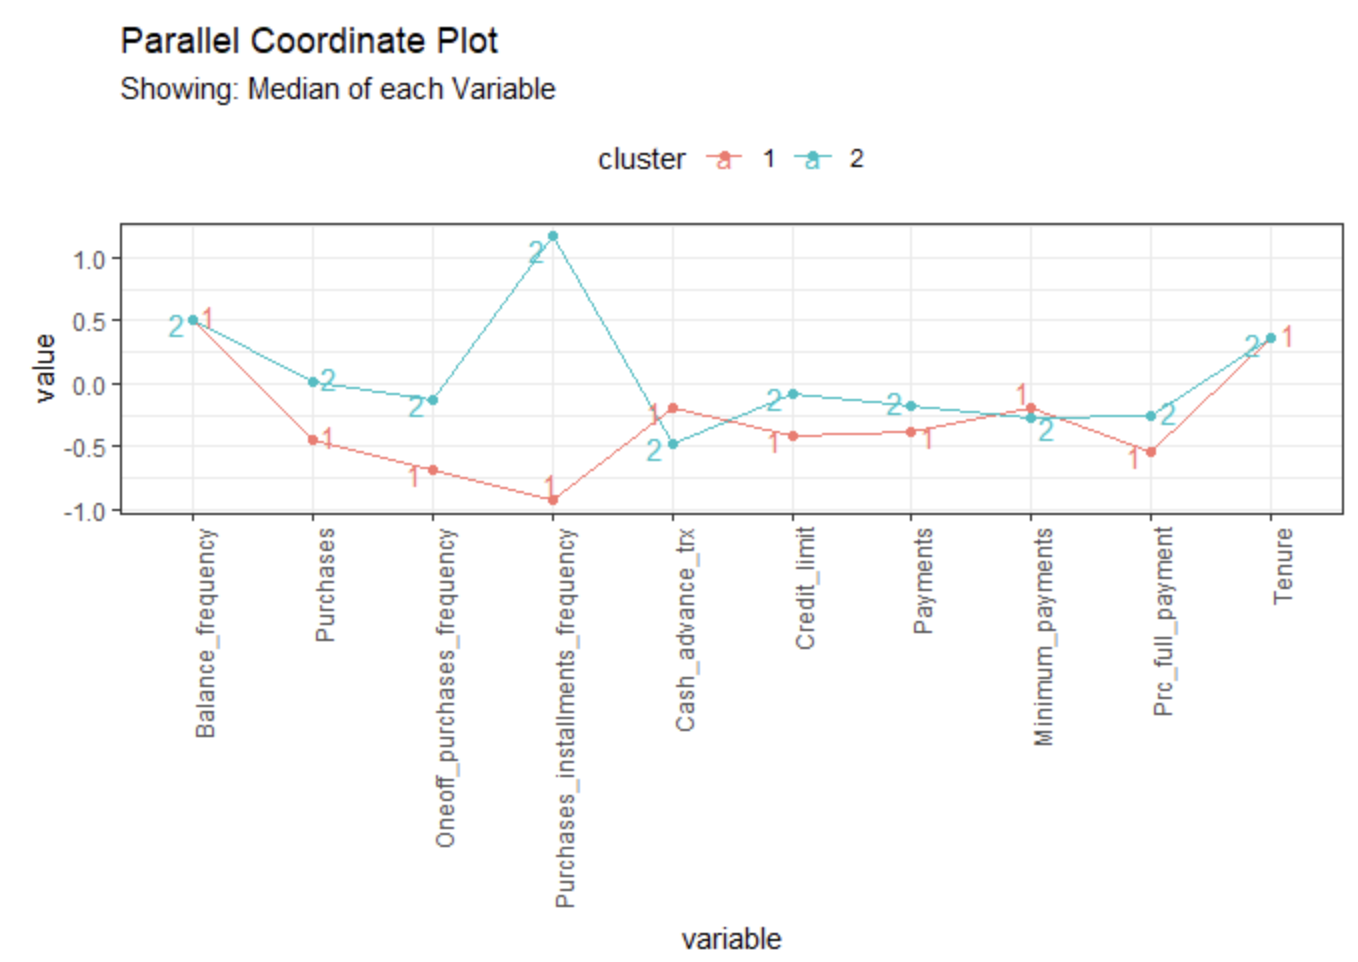 Parallel Coordinate Plot
Showing: Median of each Variable
cluster a 1 a 2
value
1.0
0.5
0.0
-0.5
-1.0
2 1
2 1
2 1
2 1
1 2
2 1
2 1
1 2
2 1
2 1
Balance_frequency
Purchases
Oneoff_purchases_frequency
Purchases_installments_frequency
Cash_advance_trx
Credit_limit
Payments
Minimum_payments
Prc_full_payment
Tenure
variable